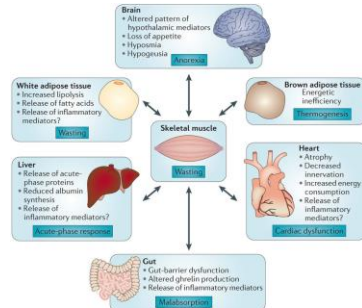 Brain
• Altered pattern of
hypothalamic mediators
• Loss of appetite
• Hyposmia
• Hypogeusia
Anorexia
White adipose tissue
• Increased lipolysis
• Release of fatty acids
• Release of inflammatory
mediators?
Wasting
Brown adipose tissue
Energetic
inefficiency
Thermogenesis
Skeletal muscle
Wasting
Liver
• Release of acute-
phase proteins
• Reduced albumin
synthesis
• Release of
inflammatory mediators?
Acute-phase response
Heart
• Atrophy
• Decreased
innervation
• Increased energy
consumption
• Release of
inflammatory
mediators?
Cardiac dysfunction
Gut
• Gut-barrier dysfunction
• Altered ghrelin production
• Release of inflammatory mediators
Malabsorption